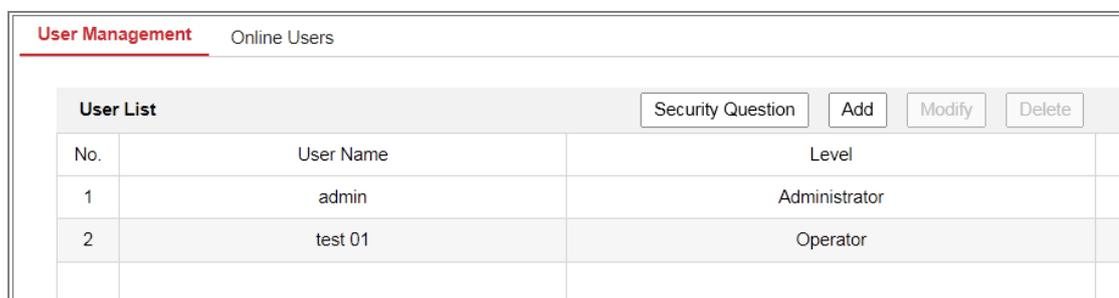 User Management Online Users
User List Security Question Add Modify Delete
No. User Name Level
1 admin Administrator
2 test 01 Operator